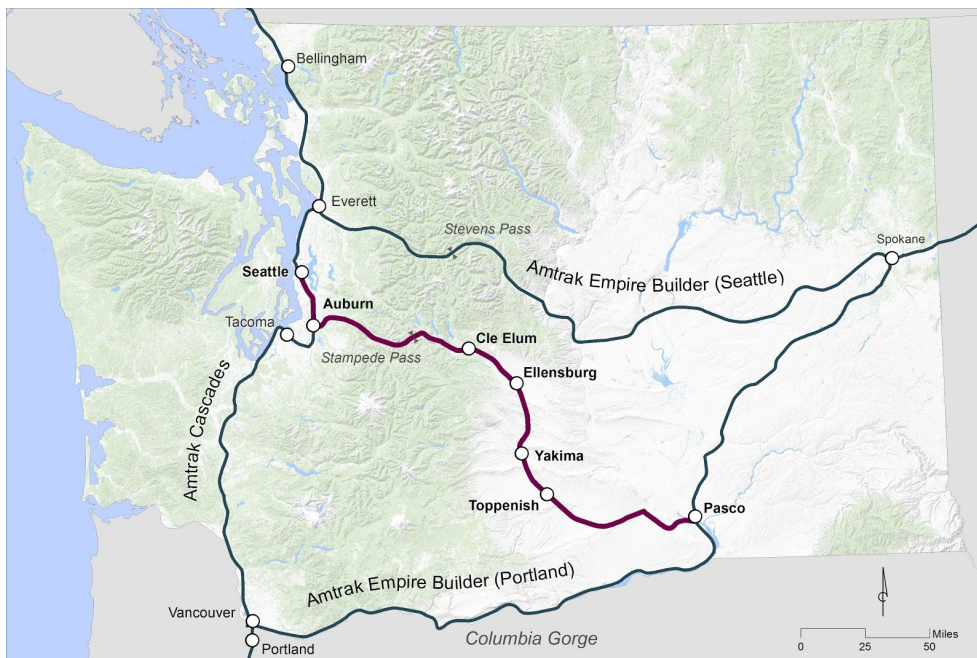 Bellingham
Everett
Stevens Pass
Spokane
Seattle
Amtrak Empire Builder (Seattle)
Auburn
Tacoma
Cle Elum
Stampede Pass
Ellensburg
Amtrak Cascades
Yakima
Toppenish
Pasco
Amtrak Empire Builder (Portland)
Vancouver
Columbia Gorge
Portland
Miles
0 25 50